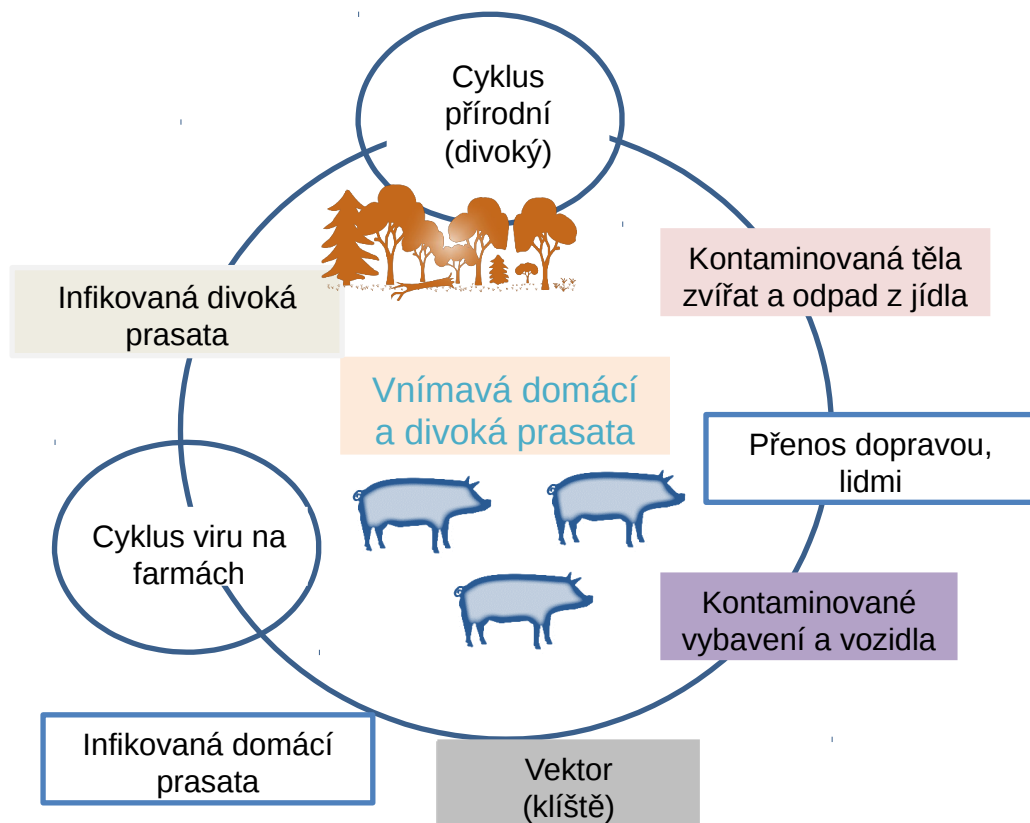 Cyklus
přírodní
(divoký)
Kontaminovaná těla
zvířat a odpad z jídla
Infikovaná divoká
prasata
Vnímavá domácí
a divoká prasata
Přenos dopravou,
lidmi
Cyklus viru na
farmách
Kontaminované
vybavení a vozidla
Infikovaná domácí
prasata
Vektor
(klíště)